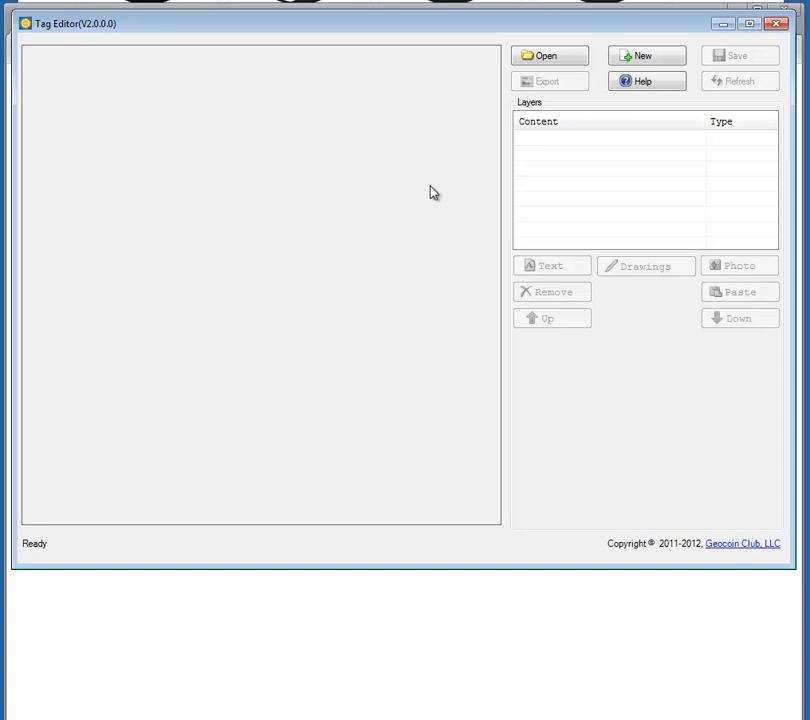 Tag Editor(V2.0.0.0)
Open
New
Save
Export
Help
Refresh
Layers
Content Type
Text
Drawings
Photo
Remove
Paste
Up
Down
Ready
Copyright © 2011-2012, Geocoin Club, LLC